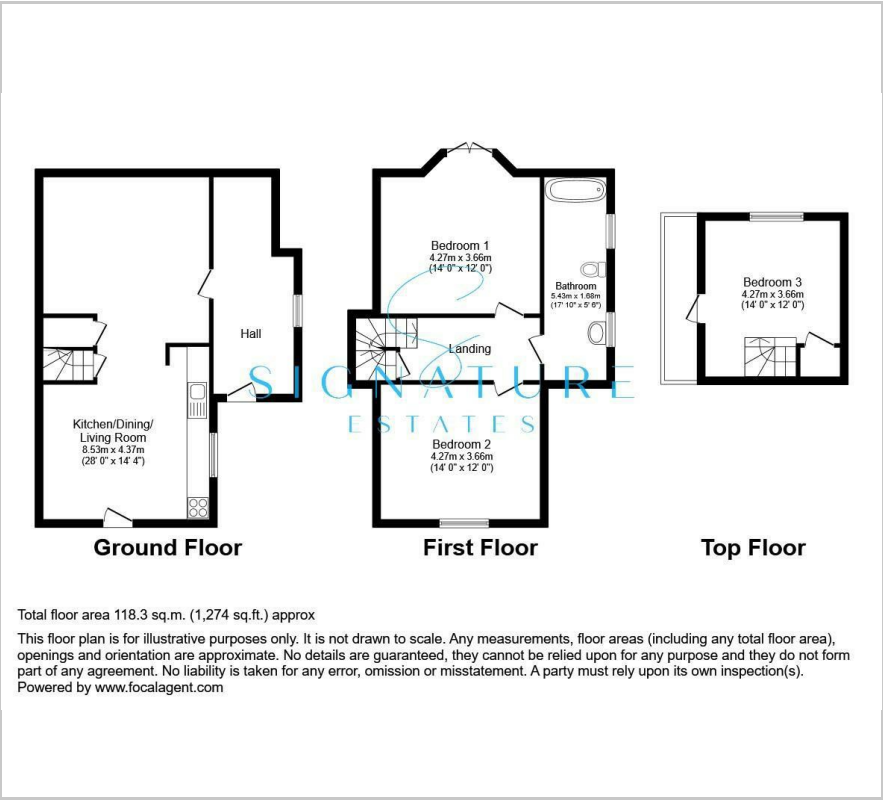 Bedroom 1
4.27m x 3.66m
(14' 0" x 12' 0")
Bathroom
5.43m x 1.68m
(17' 10" x 5' 6")
Bedroom 3
4.27m x 3.66m
(14' 0" x 12' 0")
Hall
Landing
SIGNATURE
ESTATES
Kitchen/Dining/
Living Room
8.53m x 4.37m
(28' 0" x 14' 4")
Bedroom 2
4.27m x 3.66m
(14' 0" x 12' 0")
Ground Floor
First Floor
Top Floor
Total floor area 118.3 sq.m. (1,274 sq.ft.) approx
This floor plan is for illustrative purposes only. It is not drawn to scale. Any measurements, floor areas (including any total floor area),
openings and orientation are approximate. No details are guaranteed, they cannot be relied upon for any purpose and they do not form
part of any agreement. No liability is taken for any error, omission or misstatement. A party must rely upon its own inspection(s).
Powered by www.focalagent.com